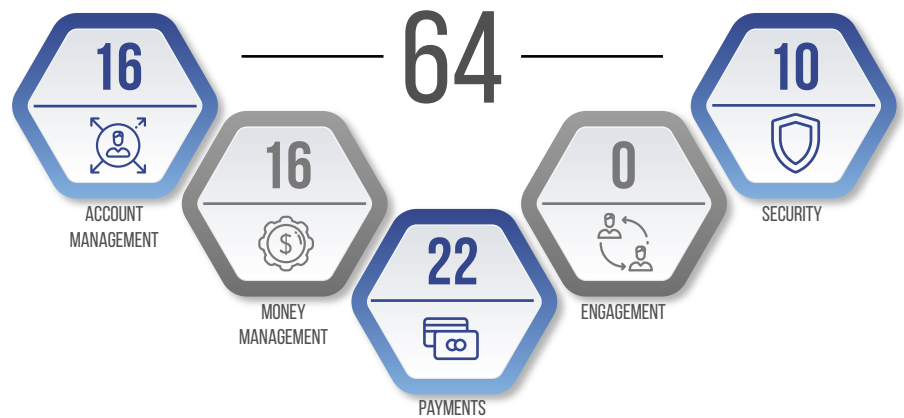 64
16
ACCOUNT
MANAGEMENT
16
$
MONEY
MANAGEMENT
22
PAYMENTS
0
ENGAGEMENT
10
SECURITY